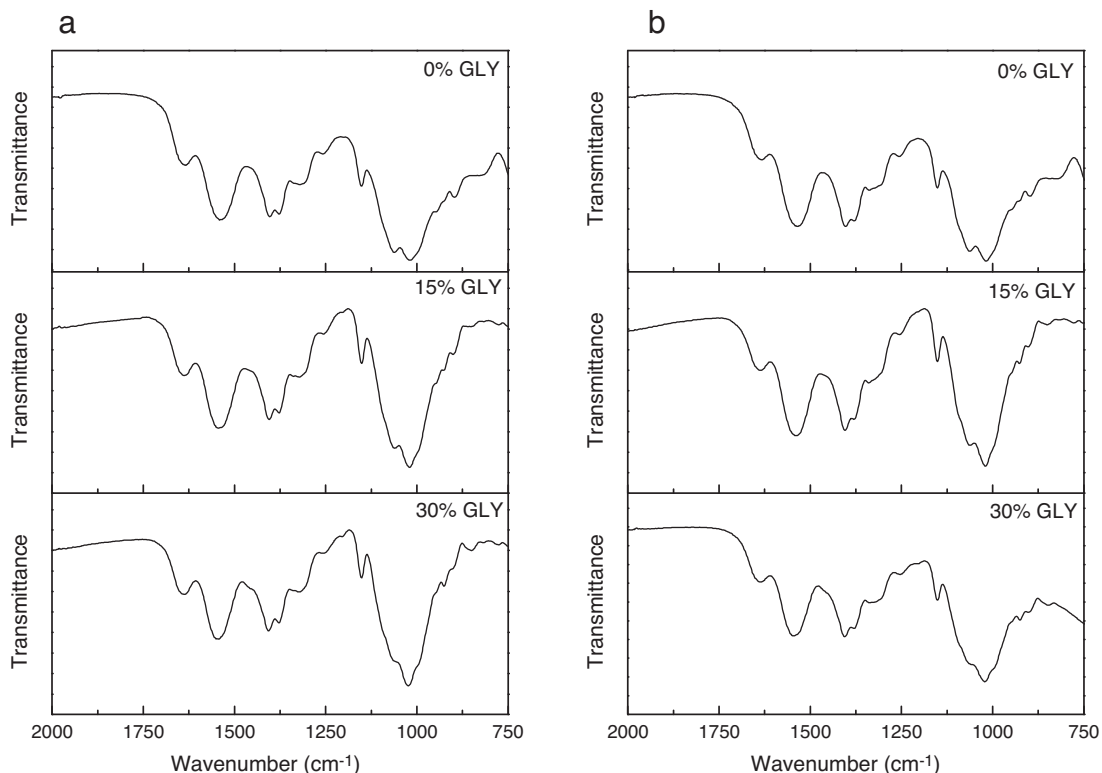 a
0% GLY
Transmittance
15% GLY
Transmittance
30% GLY
Transmittance
2000 1750 1500 1250 1000 750
Wavenumber (cm-1)
b
0% GLY
Transmittance
15% GLY
Transmittance
30% GLY
Transmittance
2000 1750 1500 1250 1000 750
Wavenumber (cm-1)